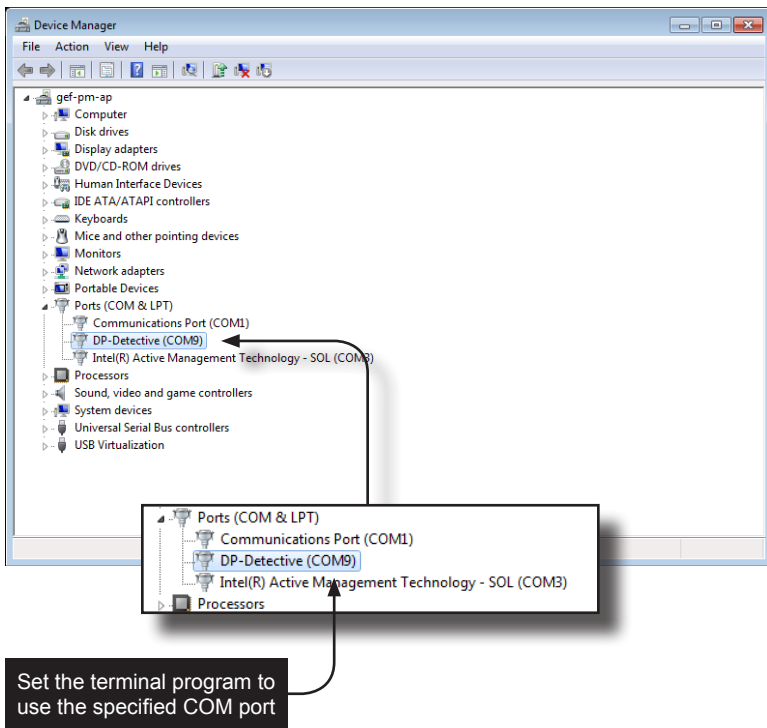 Device Manager
File Action View Help
gef-pm-ap
Computer
Disk drives
Display adapters
DVD/CD-ROM drives
Human Interface Devices
IDE ATA/ATAPI controllers
Keyboards
Mice and other pointing devices
Monitors
Network adapters
Portable Devices
Ports (COM & LPT)
Communications Port (COM1)
DP-Detective (COM9)
Intel(R) Active Management Technology - SOL (COM3)
Processors
Sound, video and game controllers
System devices
Universal Serial Bus controllers
USB Virtualization
Ports (COM & LPT)
Communications Port (COM1)
DP-Detective (COM9)
Intel(R) Active Management Technology - SOL (COM3)
Processors
Set the terminal program to
use the specified COM port